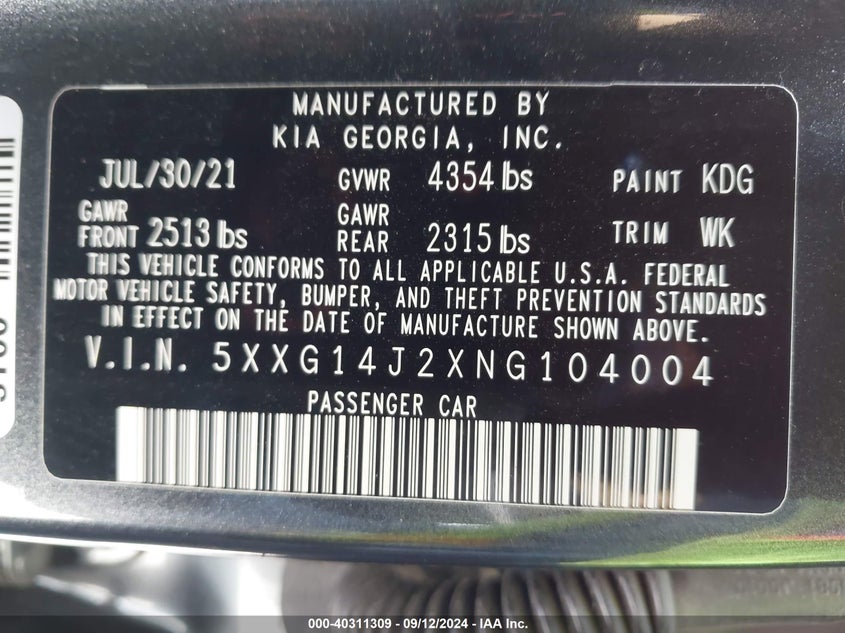 MANUFACTURED BY
KIA GEORGIA, INC.
JUL/30/21 GVWR 4354 lbs PAINT KDG
GAWR FRONT 2513 lbs GAWR REAR 2315 lbs TRIM WK
THIS VEHICLE CONFORMS TO ALL APPLICABLE U.S.A. FEDERAL
MOTOR VEHICLE SAFETY, BUMPER, AND THEFT PREVENTION STANDARDS
IN EFFECT ON THE DATE OF MANUFACTURE SHOWN ABOVE.
V.I.N. 5XXG14J2XNG104004
PASSENGER CAR
000-40311309 - 09/12/2024 - IAA Inc.